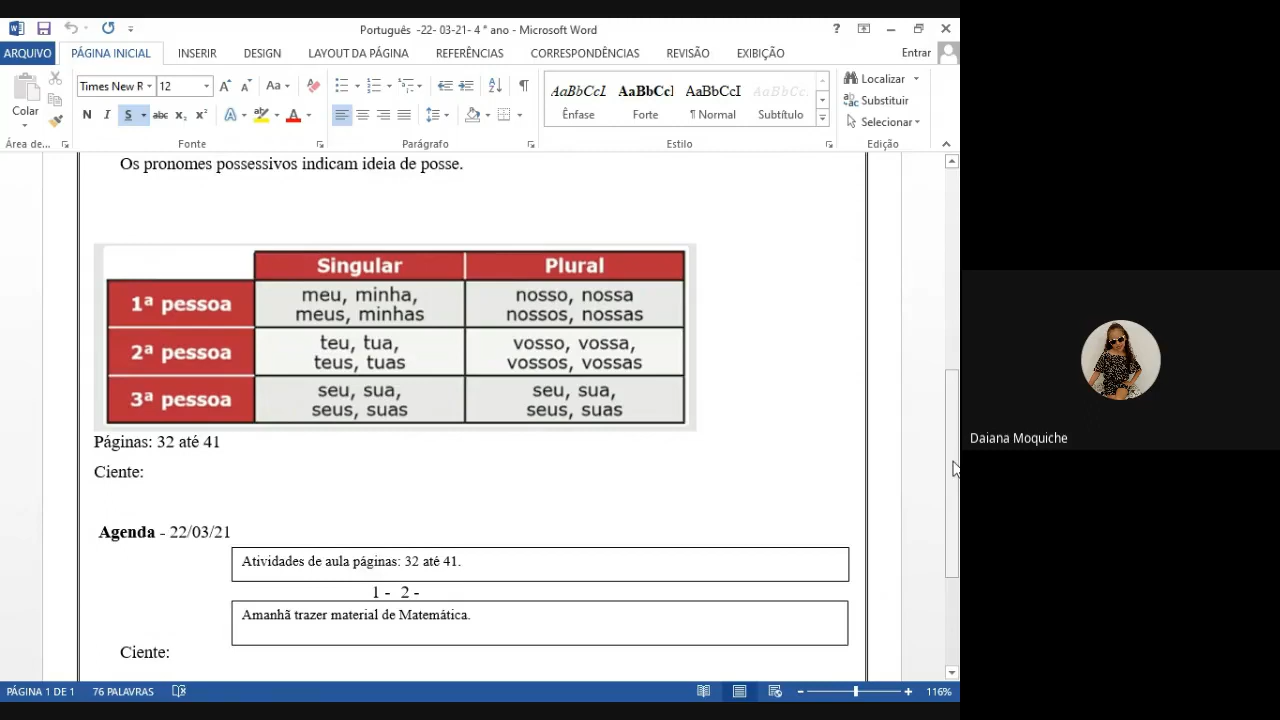 Português -22- 03-21- 4 ° ano - Microsoft Word
ARQUIVO PÁGINA INICIAL INSERIR DESIGN LAYOUT DA PÁGINA REFERÊNCIAS CORRESPONDÊNCIAS REVISÃO EXIBIÇÃO Entrar
Colar
Times New R 12
Aa
N I S abc x₂ x² A A
AaBbCcI AaBbCcI AaBbCcI AaBbCc.
Ênfase Forte ¶ Normal Subtítulo
Localizar
Substituir
Selecionar
Área de... Fonte Parágrafo Estilo Edição
Os pronomes possessivos indicam ideia de posse.
Singular Plural
1ª pessoa meu, minha, meus, minhas nosso, nossa nossos, nossas
2ª pessoa teu, tua, teus, tuas vosso, vossa, vossos, vossas
3ª pessoa seu, sua, seus, suas seu, sua, seus, suas
Páginas: 32 até 41
Ciente:
Agenda - 22/03/21
Atividades de aula páginas: 32 até 41.
1 - 2 -
Amanhã trazer material de Matemática.
Ciente:
PÁGINA 1 DE 1 76 PALAVRAS 116%
Daiana Moquiche